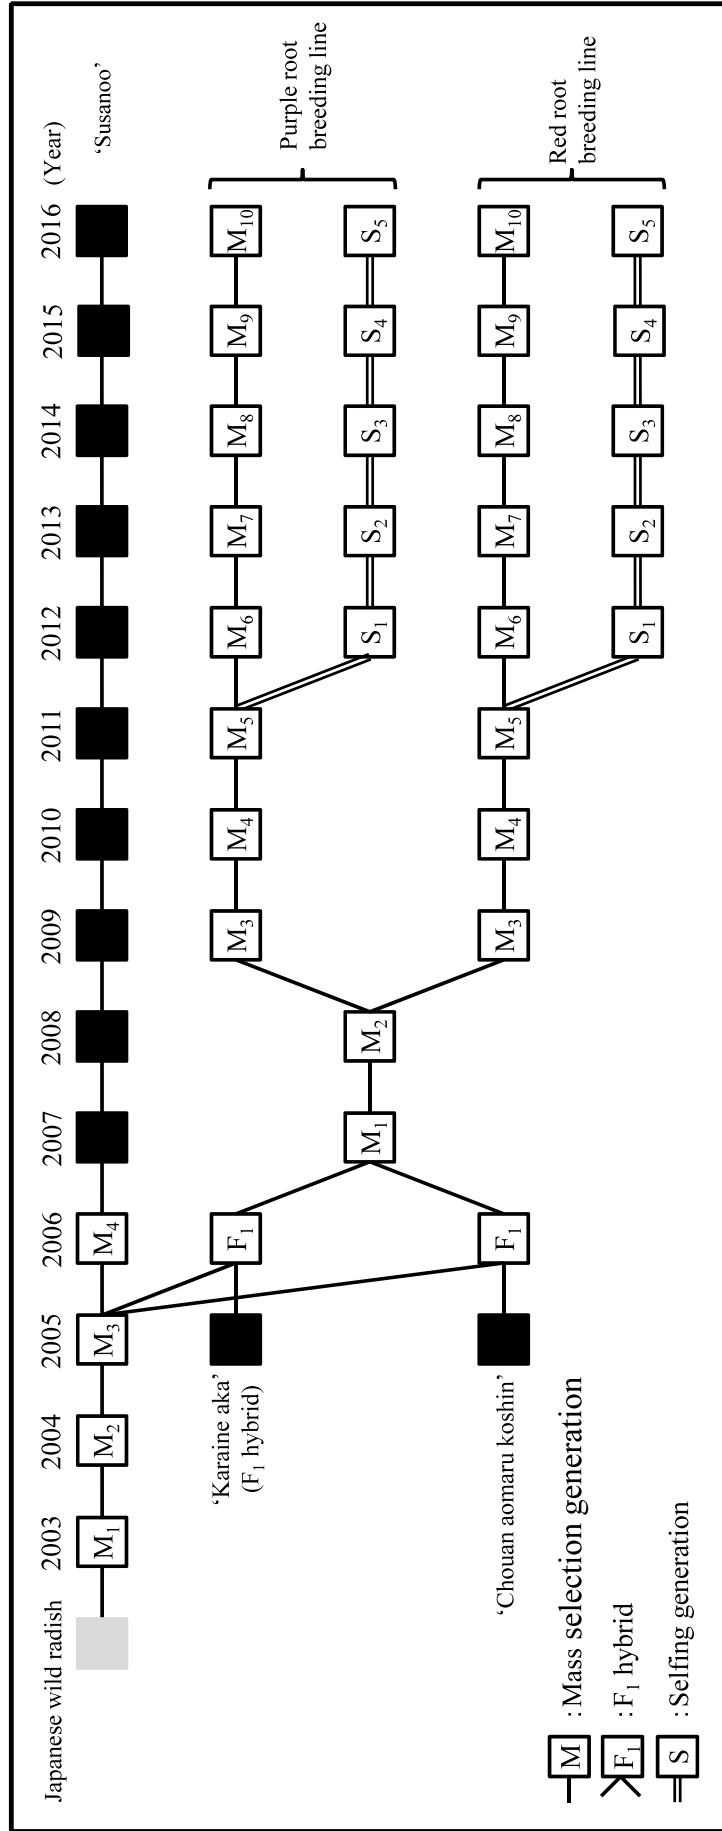 Japanese wild radish
2003 2004 2005 2006 2007 2008 2009 2010 2011 2012 2013 2014 2015 2016 (Year)
M1 M2 M3 M4 'Susanoo'
'Karaine aka'
(F1 hybrid)
F1 M3 M4 M5 M6 M7 M8 M9 M10
Purple root
breeding line
M1 M2 S1 S2 S3 S4 S5
'Chouan aomaru koshin'
F1 M3 M4 M5 M6 M7 M8 M9 M10
Red root
breeding line
S1 S2 S3 S4 S5
M : Mass selection generation
F1 : F1 hybrid
S : Selfing generation